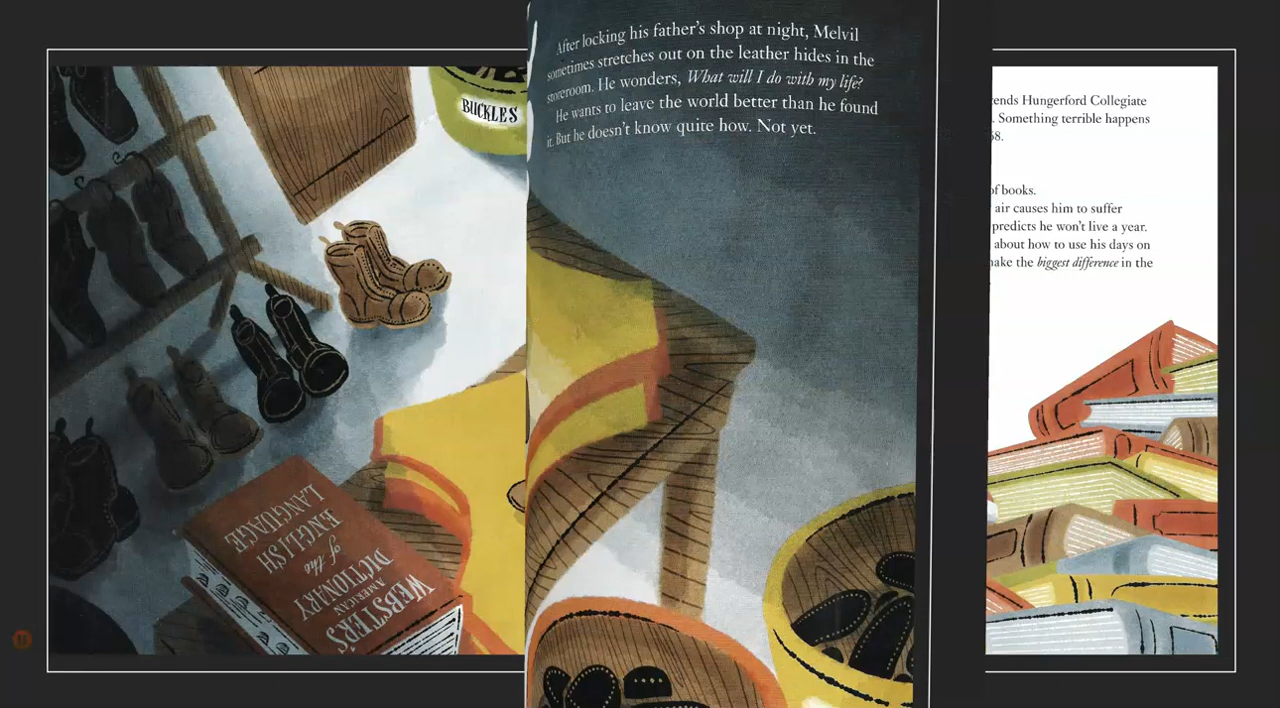 BUCKLES
WEBSTER'S
AMERICAN
DICTIONARY
of the
ENGLISH
LANGUAGE
After locking his father's shop at night, Melvil
sometimes stretches out on the leather hides in the
storeroom. He wonders, What will I do with my life?
He wants to leave the world better than he found
it. But he doesn't know quite how. Not yet.
ends Hungerford Collegiate
. Something terrible happens
68.
of books.
air causes him to suffer
predicts he won't live a year.
about how to use his days on
make the biggest difference in the